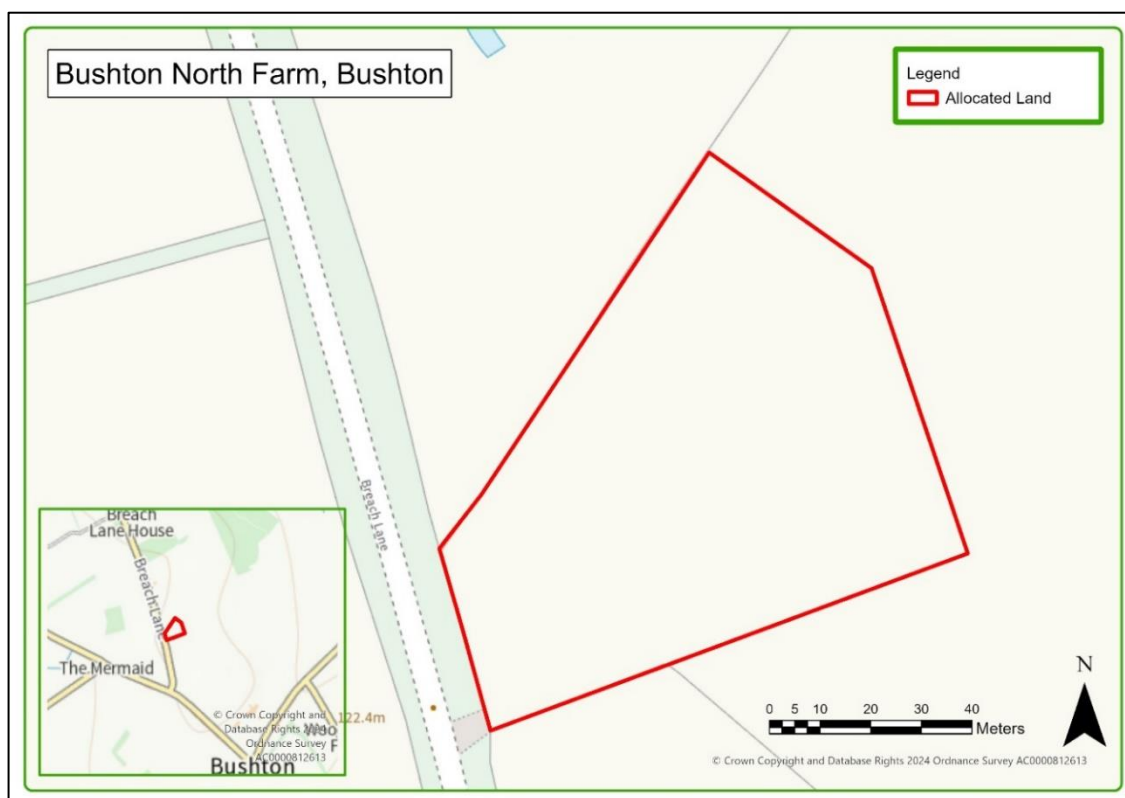 Bushton North Farm, Bushton
Legend
Allocated Land
Breach Lane
Breach
Lane House
Breach Lane
The Mermaid
122.4m
© Crown Copyright and
Database Rights
Ordnance Survey
AC0000812613
Bushton
N
0 5 10 20 30 40
Meters
© Crown Copyright and Database Rights 2024 Ordnance Survey AC0000812613